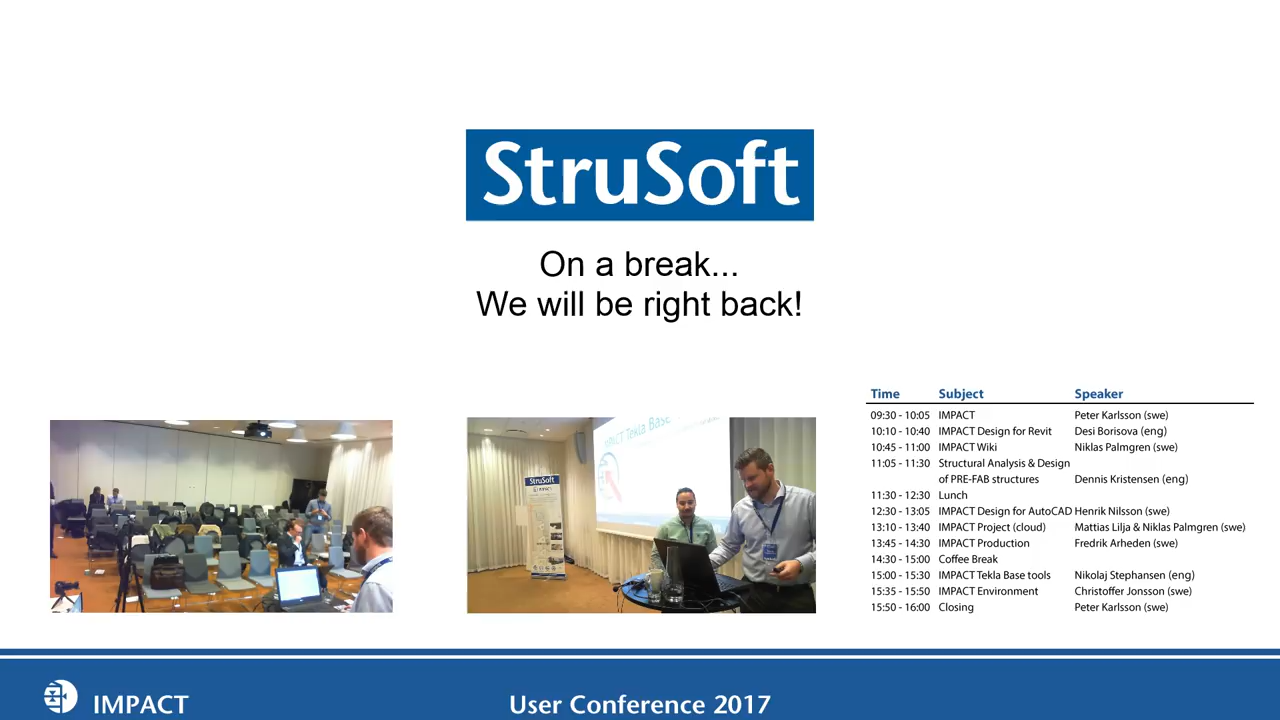 StruSoft
On a break...
We will be right back!
Time Subject Speaker
09:30 - 10:05 IMPACT Peter Karlsson (swe)
10:10 - 10:40 IMPACT Design for Revit Desi Borisova (eng)
10:45 - 11:00 IMPACT Wiki Niklas Palmgren (swe)
11:05 - 11:30 Structural Analysis & Design
of PRE-FAB structures Dennis Kristensen (eng)
11:30 - 12:30 Lunch
12:30 - 13:05 IMPACT Design for AutoCAD Henrik Nilsson (swe)
13:10 - 13:40 IMPACT Project (cloud) Mattias Lilja & Niklas Palmgren (swe)
13:45 - 14:30 IMPACT Production Fredrik Arheden (swe)
14:30 - 15:00 Coffee Break
15:00 - 15:30 IMPACT Tekla Base tools Nikolaj Stephansen (eng)
15:35 - 15:50 IMPACT Environment Christoffer Jonsson (swe)
15:50 - 16:00 Closing Peter Karlsson (swe)
IMPACT Tekla Base
StruSoft
IMPACT
IMPACT User Conference 2017